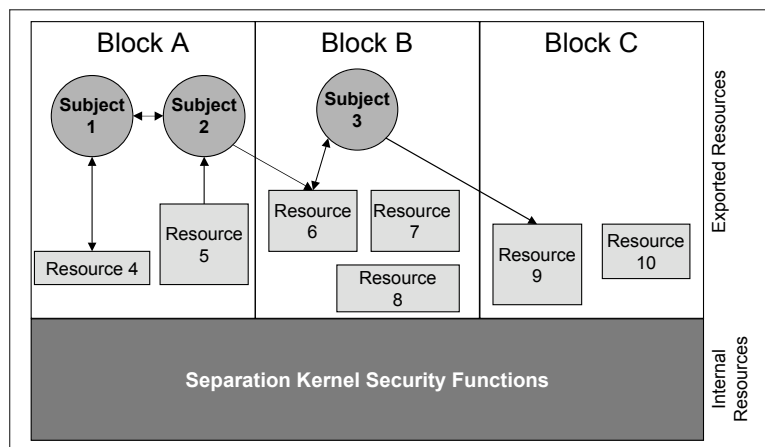 Block A
Block B
Block C
Subject
1
Subject
2
Subject
3
Resource 4
Resource
5
Resource
6
Resource
7
Resource
8
Resource
9
Resource
10
Exported Resources
Separation Kernel Security Functions
Internal
Resources